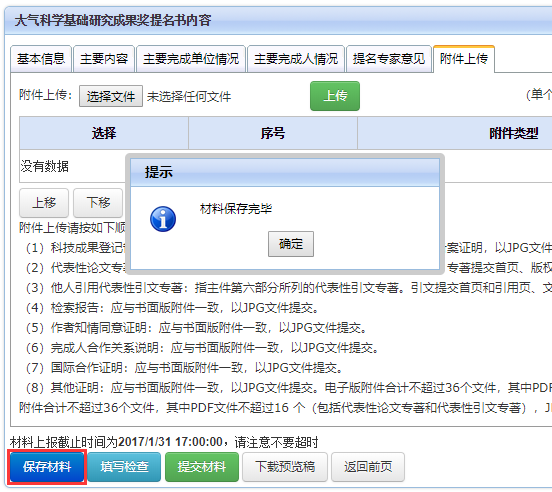 大气科学基础研究成果奖提名书内容
基本信息 主要内容 主要完成单位情况 主要完成人情况 提名专家意见 附件上传
附件上传： 选择文件 未选择任何文件 上传 (单个
选择 序号 附件类型
没有数据
提示
材料保存完毕
确定
上移 下移
附件上传请按如下顺
（1）科技成果登记 案证明，以JPG文件
（2）代表性论文专 专著提交首页、版权
（3）他人引用代表性引文专著：指主件第六部分所列的代表性引文专著。引文提交首页和引用页、文
（4）检索报告：应与书面版附件一致，以JPG文件提交。
（5）作者知情同意证明：应与书面版附件一致，以JPG文件提交。
（6）完成人合作关系说明：应与书面版附件一致，以JPG文件提交。
（7）国际合作证明：应与书面版附件一致，以JPG文件提交。
（8）其他证明：应与书面版附件一致，以JPG文件提交。电子版附件合计不超过36个文件，其中PD
附件合计不超过36个文件，其中PDF文件不超过16 个（包括代表性论文专著和代表性引文专著），J
材料上报截止时间为2017/1/31 17:00:00，请注意不要超时
保存材料 填写检查 提交材料 下载预览稿 返回前页